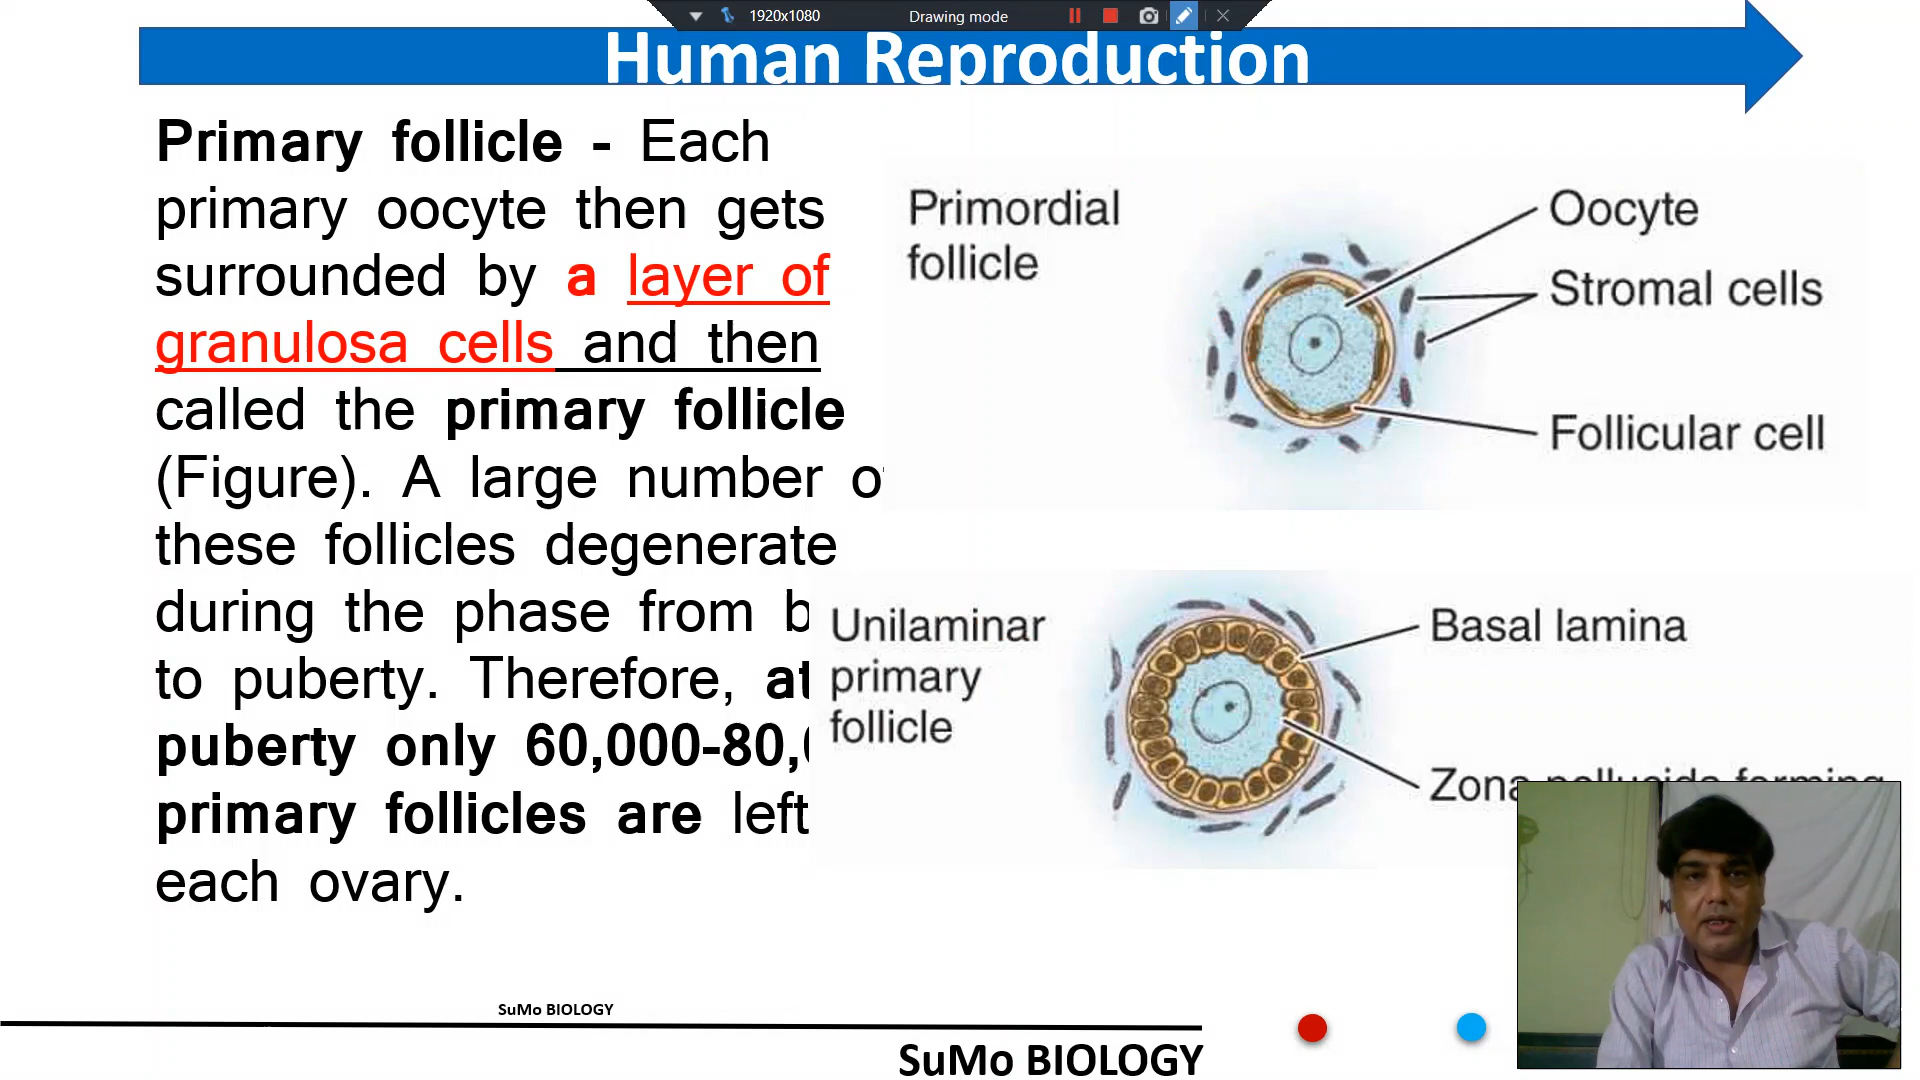 1920x1080
Drawing mode
Human Reproduction
Primary follicle - Each
primary oocyte then gets
surrounded by a layer of
granulosa cells and then
called the primary follicle
(Figure). A large number o
these follicles degenerate
during the phase from b
to puberty. Therefore, at
puberty only 60,000-80,
primary follicles are left
each ovary.
Primordial
follicle
Oocyte
Stromal cells
Follicular cell
Unilaminar
primary
follicle
Basal lamina
Zona pellucida forming
SuMo BIOLOGY
SuMo BIOLOGY